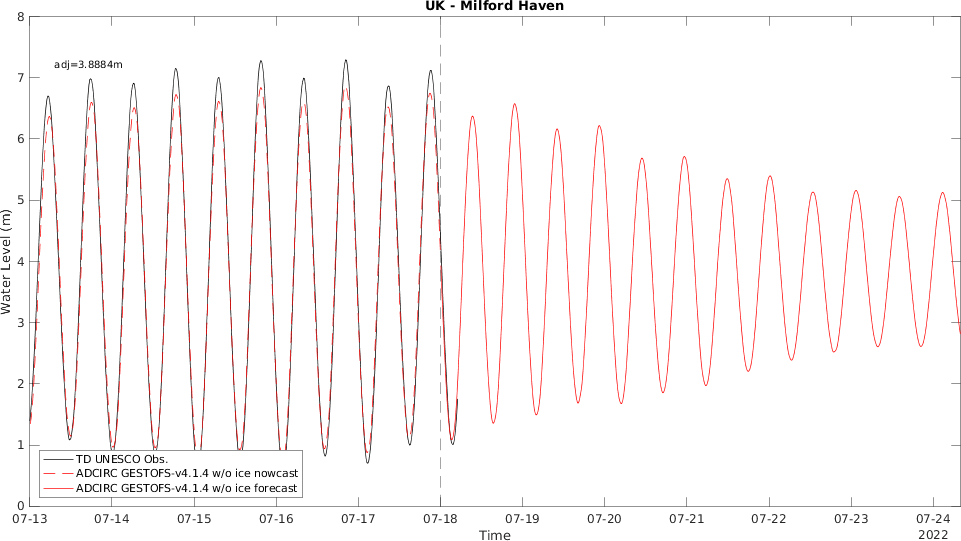 UK - Milford Haven
adj=3.8884m
Water Level (m)
8
7
6
5
4
3
2
1
0
TD UNESCO Obs.
ADCIRC GESTOFS-v4.1.4 w/o ice nowcast
ADCIRC GESTOFS-v4.1.4 w/o ice forecast
07-13 07-14 07-15 07-16 07-17 07-18 07-19 07-20 07-21 07-22 07-23 07-24
Time
2022